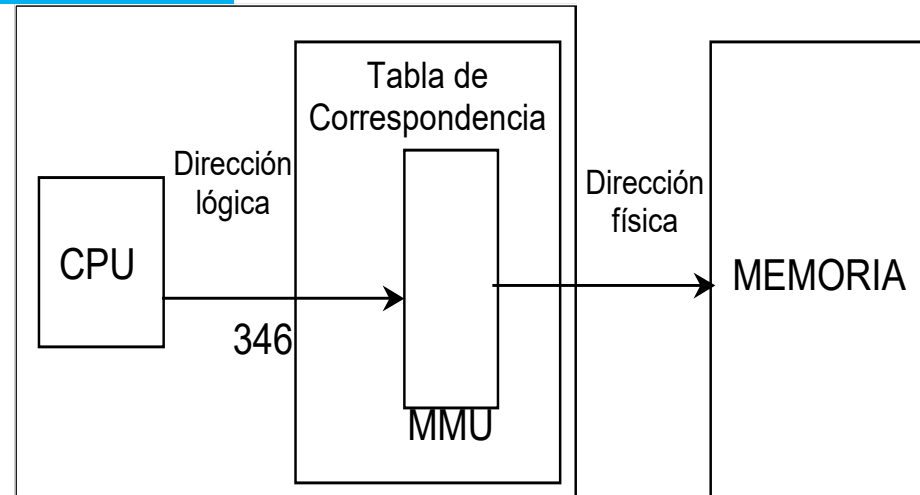 Tabla de
Correspondencia
Dirección
lógica
Dirección
física
CPU
MEMORIA
346
MMU